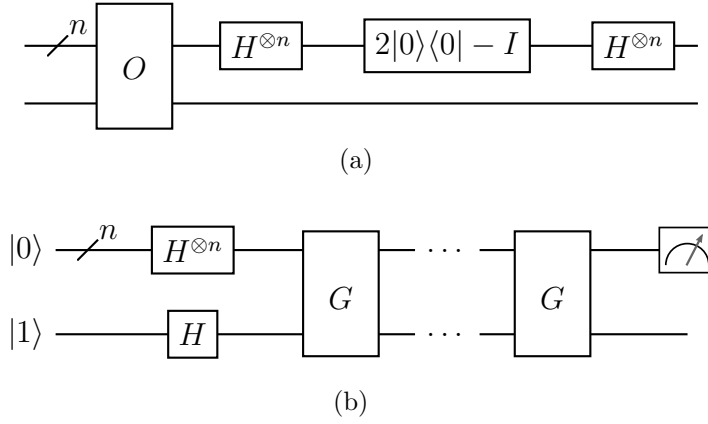 n
O H⊗n 2|0⟩⟨0| − I H⊗n
(a)
|0⟩ n H⊗n · · ·
G G
|1⟩ H · · ·
(b)